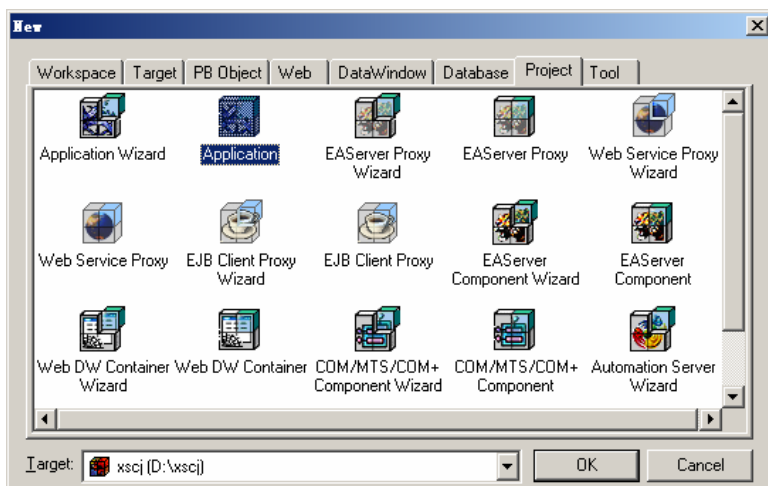 New
Workspace Target PB Object Web DataWindow Database Project Tool
Application Wizard
Application
EAServer Proxy
Wizard
EAServer Proxy
Web Service Proxy
Wizard
Web Service Proxy
EJB Client Proxy
Wizard
EJB Client Proxy
EAServer
Component Wizard
EAServer
Component
Web DW Container
Wizard
Web DW Container
COM/MTS/COM+
Component Wizard
COM/MTS/COM+
Component
Automation Server
Wizard
Target: xscj (D:\xscj) OK Cancel